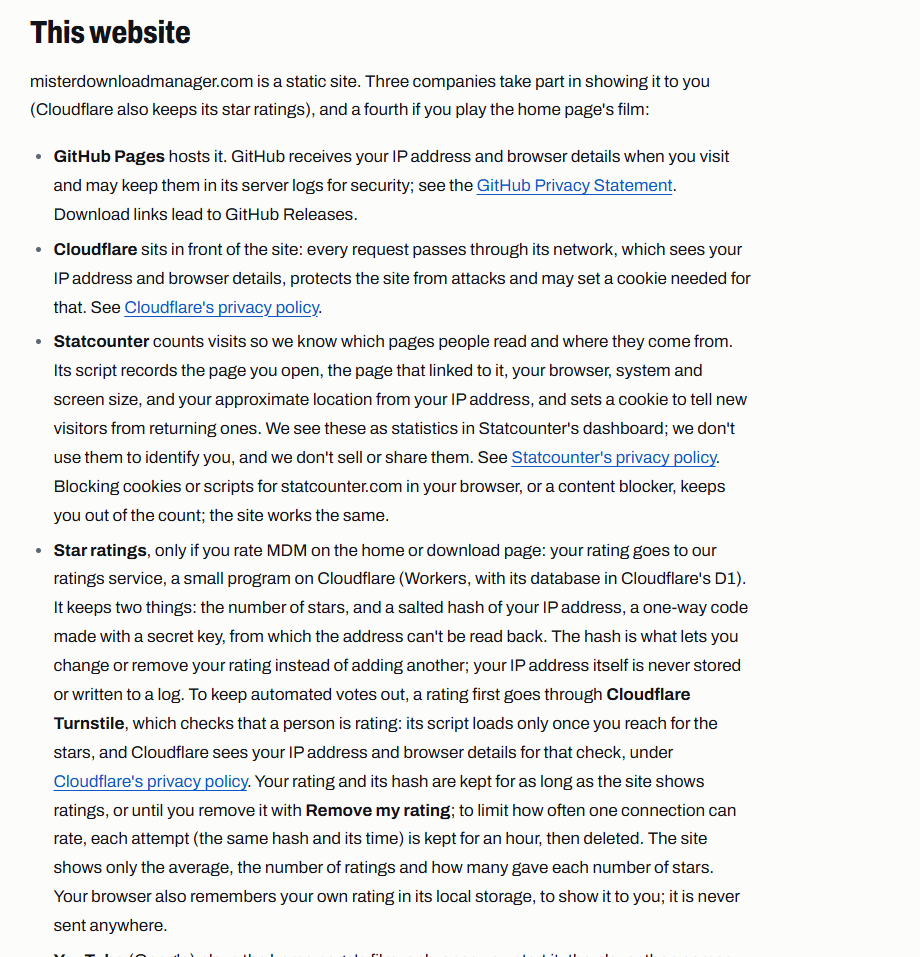 This website
misterdownloadmanager.com is a static site. Three companies take part in showing it to you
(Cloudflare also keeps its star ratings), and a fourth if you play the home page's film:
• GitHub Pages hosts it. GitHub receives your IP address and browser details when you visit
and may keep them in its server logs for security; see the GitHub Privacy Statement.
Download links lead to GitHub Releases.
• Cloudflare sits in front of the site: every request passes through its network, which sees your
IP address and browser details, protects the site from attacks and may set a cookie needed for
that. See Cloudflare's privacy policy.
• Statcounter counts visits so we know which pages people read and where they come from.
Its script records the page you open, the page that linked to it, your browser, system and
screen size, and your approximate location from your IP address, and sets a cookie to tell new
visitors from returning ones. We see these as statistics in Statcounter's dashboard; we don't
use them to identify you, and we don't sell or share them. See Statcounter's privacy policy.
Blocking cookies or scripts for statcounter.com in your browser, or a content blocker, keeps
you out of the count; the site works the same.
• Star ratings, only if you rate MDM on the home or download page: your rating goes to our
ratings service, a small program on Cloudflare (Workers, with its database in Cloudflare's D1).
It keeps two things: the number of stars, and a salted hash of your IP address, a one-way code
made with a secret key, from which the address can't be read back. The hash is what lets you
change or remove your rating instead of adding another; your IP address itself is never stored
or written to a log. To keep automated votes out, a rating first goes through Cloudflare
Turnstile, which checks that a person is rating: its script loads only once you reach for the
stars, and Cloudflare sees your IP address and browser details for that check, under
Cloudflare's privacy policy. Your rating and its hash are kept for as long as the site shows
ratings, or until you remove it with Remove my rating; to limit how often one connection can
rate, each attempt (the same hash and its time) is kept for an hour, then deleted. The site
shows only the average, the number of ratings and how many gave each number of stars.
Your browser also remembers your own rating in its local storage, to show it to you; it is never
sent anywhere.